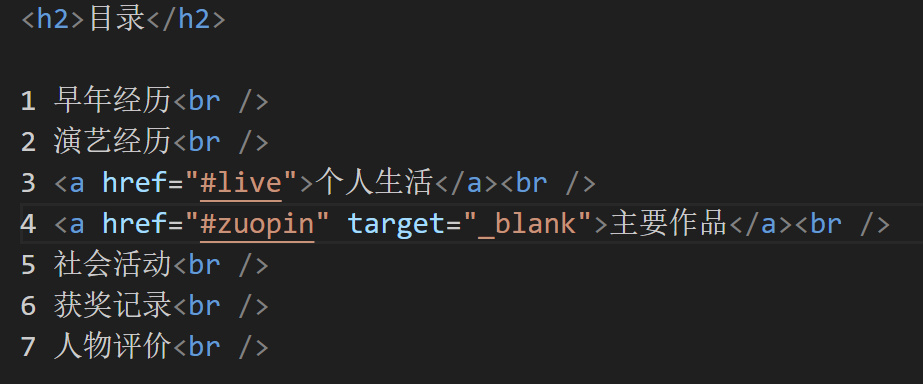 <h2>目录</h2>
1 早年经历<br />
2 演艺经历<br />
3 <a href="#live">个人生活</a><br />
4 <a href="#zuopin" target="_blank">主要作品</a><br />
5 社会活动<br />
6 获奖记录<br />
7 人物评价<br />